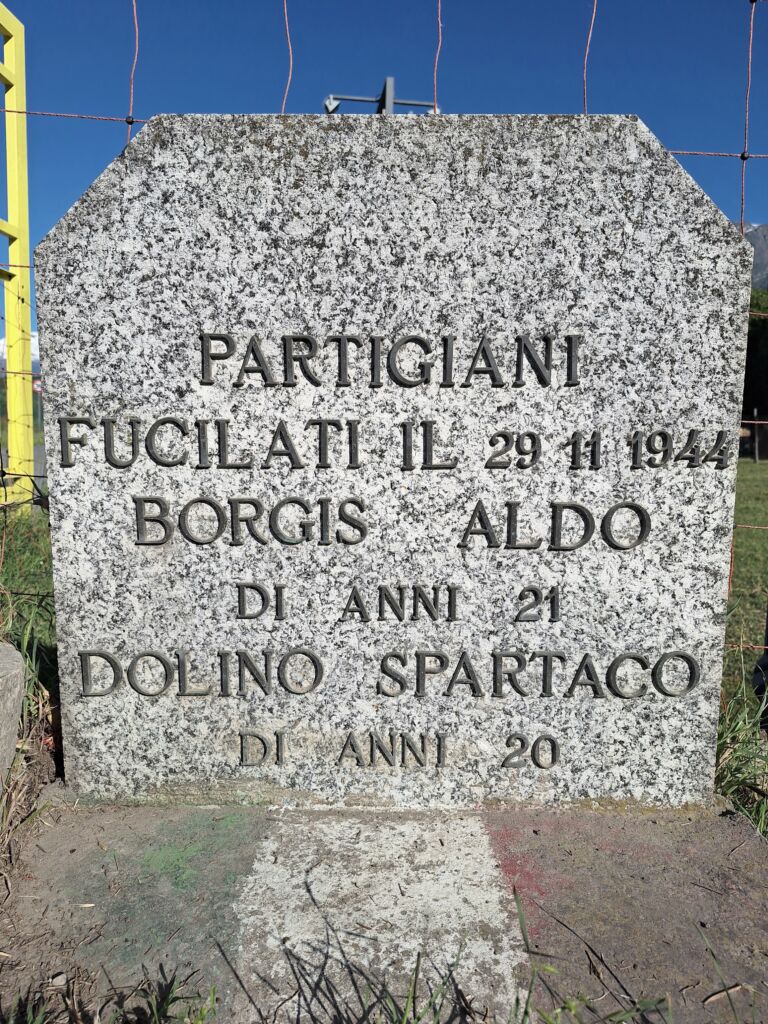 PARTIGIANI
FUCILATI IL 29 11 1944
BORGIS ALDO
DI ANNI 21
DOLINO SPARTACO
DI ANNI 20